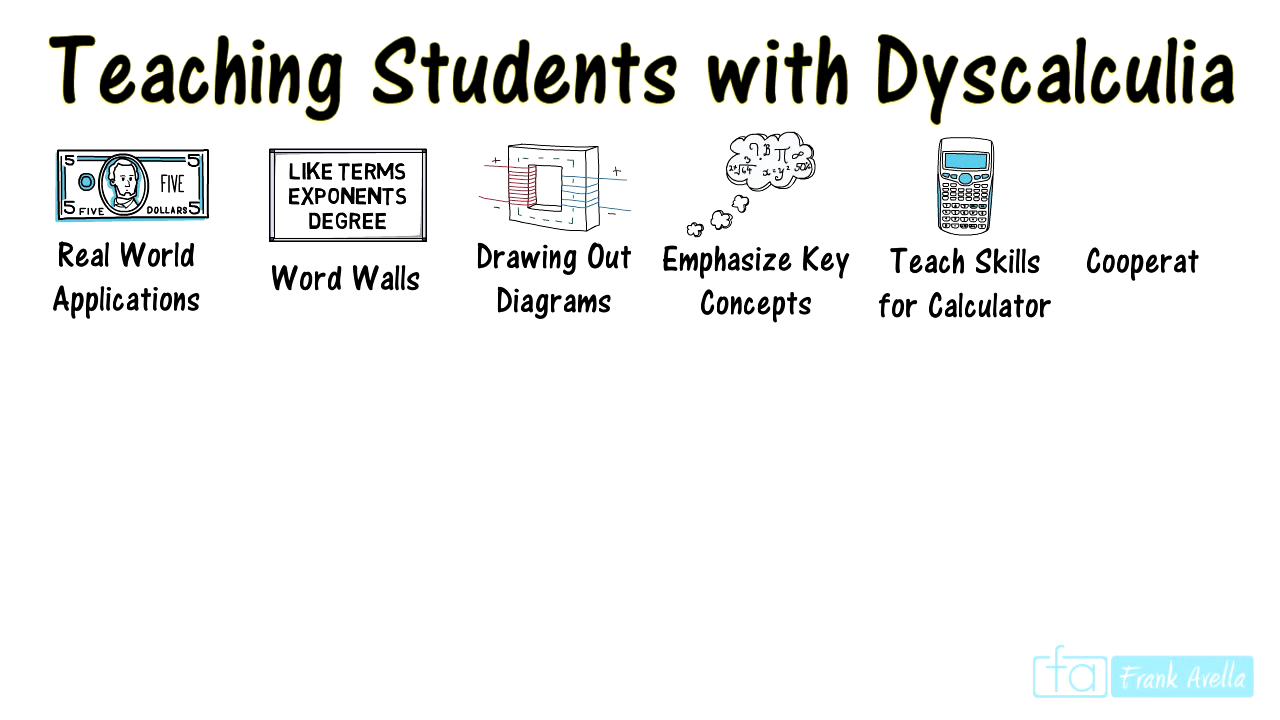 Teaching Students with Dyscalculia
5 5
FIVE
5 FIVE DOLLARS 5
Real World
Applications
LIKE TERMS
EXPONENTS
DEGREE
Word Walls
+ +
- -
Drawing Out
Diagrams
Emphasize Key
Concepts
Teach Skills
for Calculator
Cooperat
fa Frank Avella